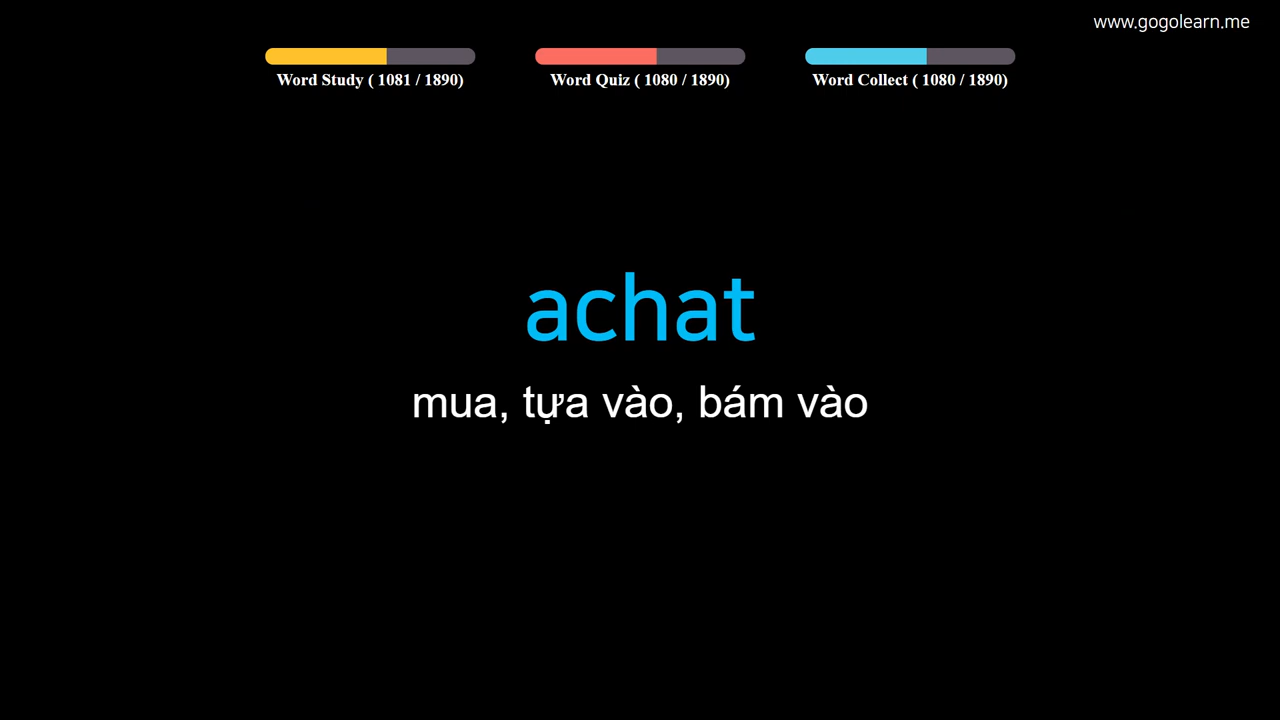 www.gogolearn.me
Word Study ( 1081 / 1890)
Word Quiz ( 1080 / 1890)
Word Collect ( 1080 / 1890)
achat
mua, tựa vào, bám vào